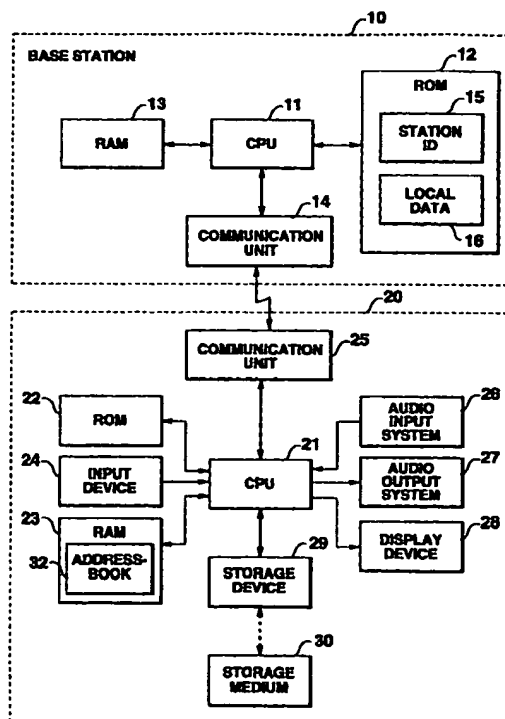 10
BASE STATION
12
ROM
13
11
15
RAM
CPU
STATION
ID
14
LOCAL
DATA
COMMUNICATION
UNIT
16
20
COMMUNICATION
UNIT
25
22
ROM
21
AUDIO
INPUT
SYSTEM
26
24
INPUT
DEVICE
CPU
AUDIO
OUTPUT
SYSTEM
27
23
RAM
32
ADDRESS-
BOOK
29
DISPLAY
DEVICE
28
STORAGE
DEVICE
30
STORAGE
MEDIUM